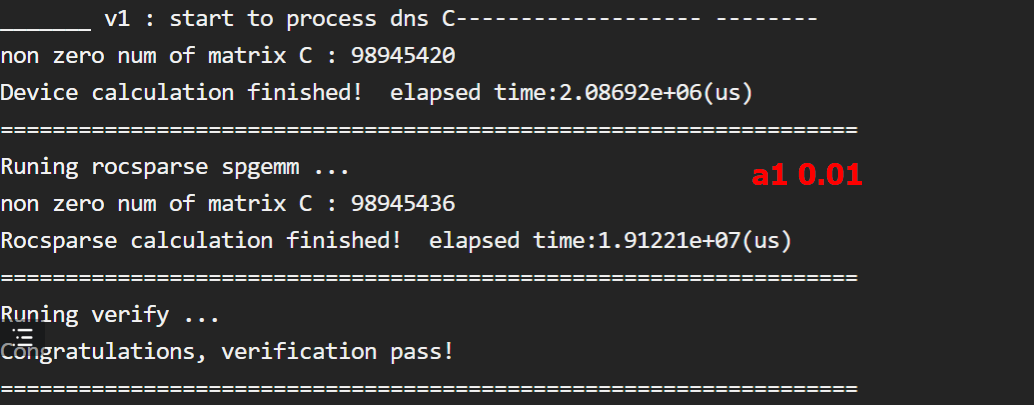 _______ v1 : start to process dns C------------------- --------
non zero num of matrix C : 98945420
Device calculation finished!  elapsed time:2.08692e+06(us)
==================================================================
Runing rocsparse spgemm ...
a1 0.01
non zero num of matrix C : 98945436
Rocsparse calculation finished!  elapsed time:1.91221e+07(us)
==================================================================
Runing verify ...
Congratulations, verification pass!
==================================================================